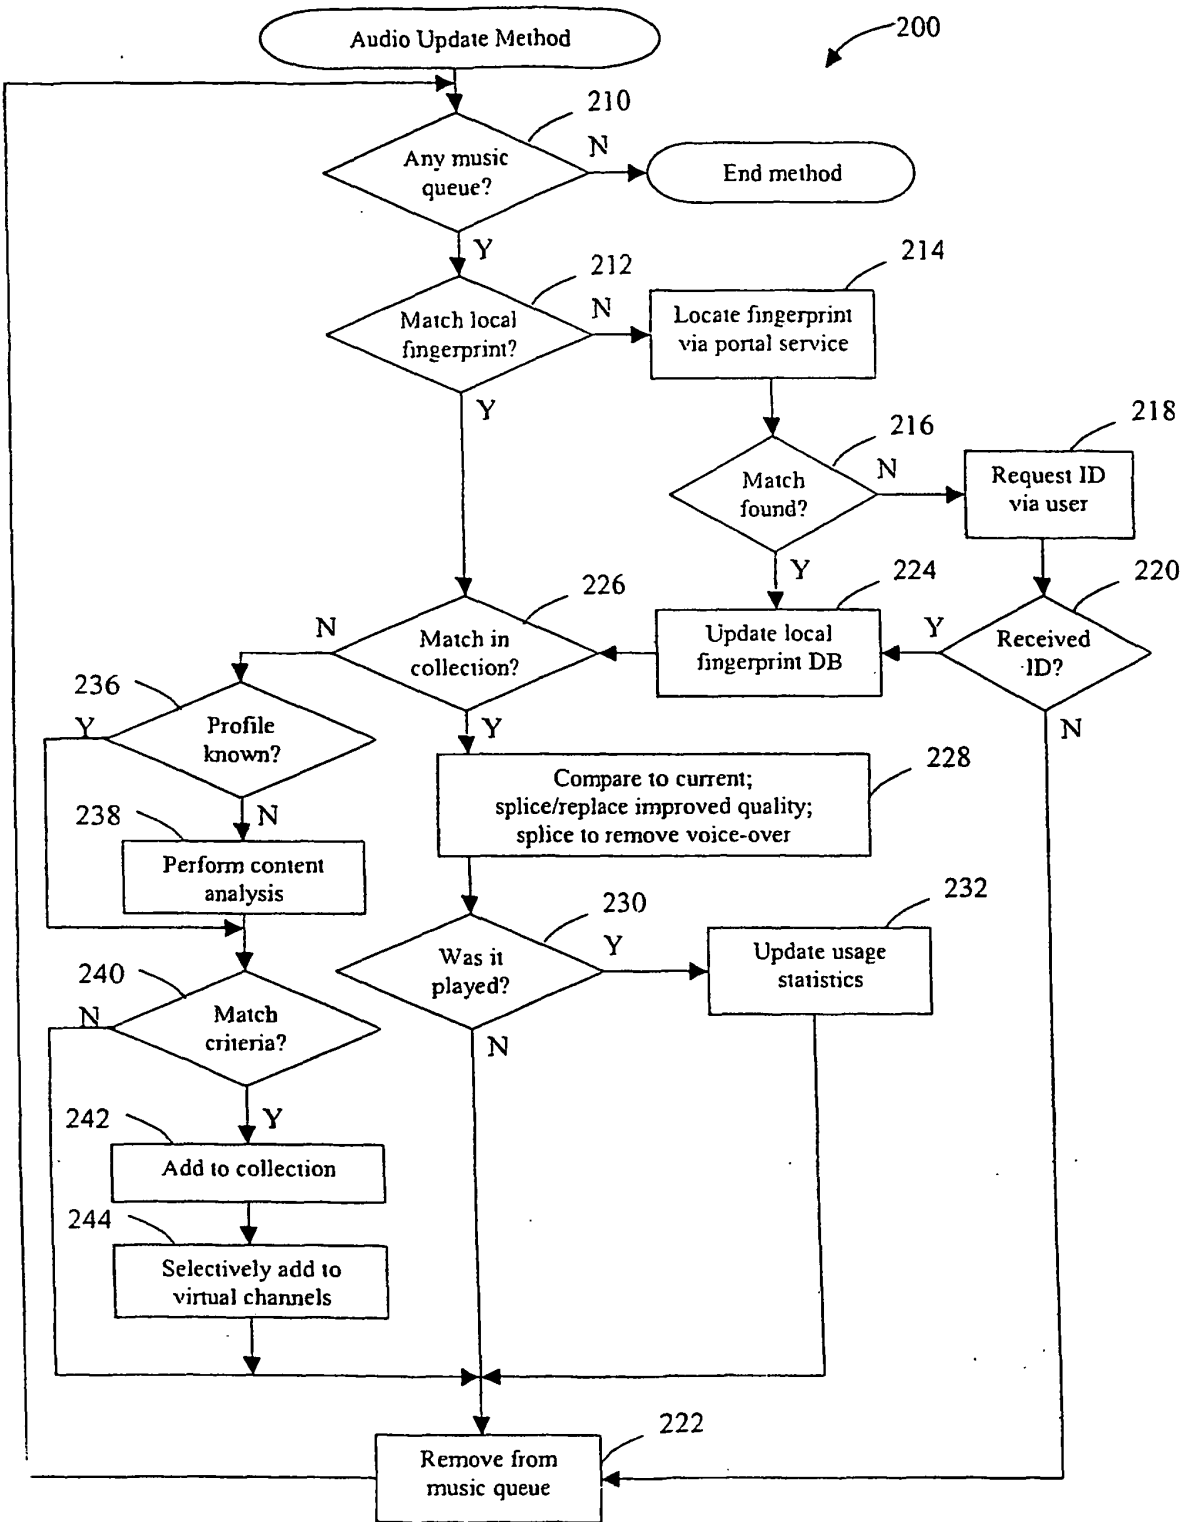 Audio Update Method
200
210
Any music
queue?
N
End method
Y
212
Match local
fingerprint?
N
214
Locate fingerprint
via portal service
Y
216
Match
found?
N
218
Request ID
via user
Y
220
Received
ID?
Y
N
224
Update local
fingerprint DB
226
Match in
collection?
N
Y
236
Profile
known?
Y
N
228
Compare to current;
splice/replace improved quality;
splice to remove voice-over
238
Perform content
analysis
230
Was it
played?
Y
N
232
Update usage
statistics
240
Match
criteria?
N
Y
242
Add to collection
244
Selectively add to
virtual channels
222
Remove from
music queue